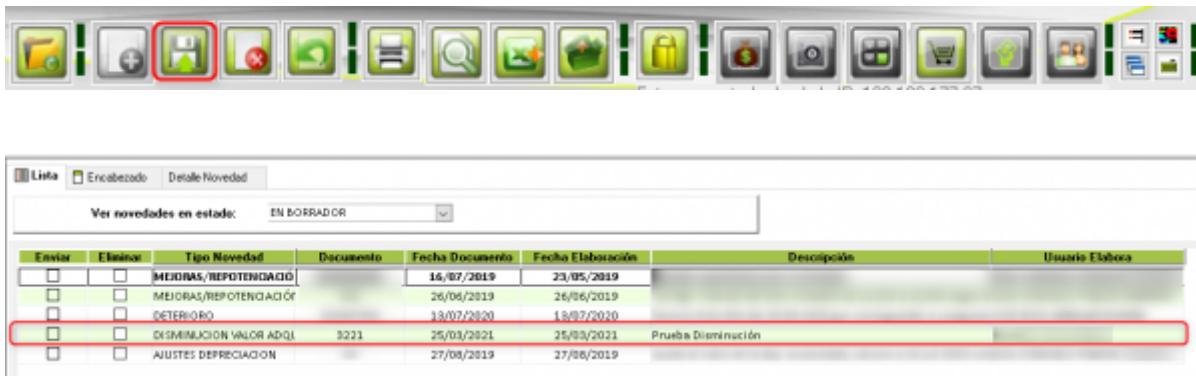 Lista Encabezado Detalle Novedad
Ver novedades en estado: EN BORRADOR
Enviar Eliminar Tipo Novedad Documento Fecha Documento Fecha Elaboración Descripción Usuario Elabora
MEJORAS/REPOTENCIACIÓ 16/07/2019 23/05/2019
MEJORAS/REPOTENCIACIÓN 26/06/2019 26/06/2019
DETERIORO 13/07/2020 13/07/2020
DISMINUCION VALOR ADQU 3221 25/03/2021 25/03/2021 Prueba Disminución
AJUSTES DEPRECIACION 27/08/2019 27/08/2019